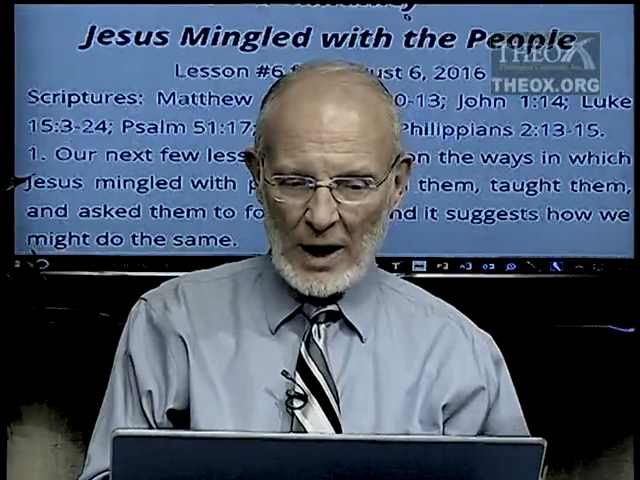 Jesus Mingled with the People
THEOX
THEOX.ORG
Lesson #6 ust 6, 2016
Scriptures: Matthew 0-13; John 1:14; Luke
15:3-24; Psalm 51:17; Philippians 2:13-15.
1. Our next few less on the ways in which
Jesus mingled with p them, taught them,
and asked them to fo nd it suggests how we
might do the same.